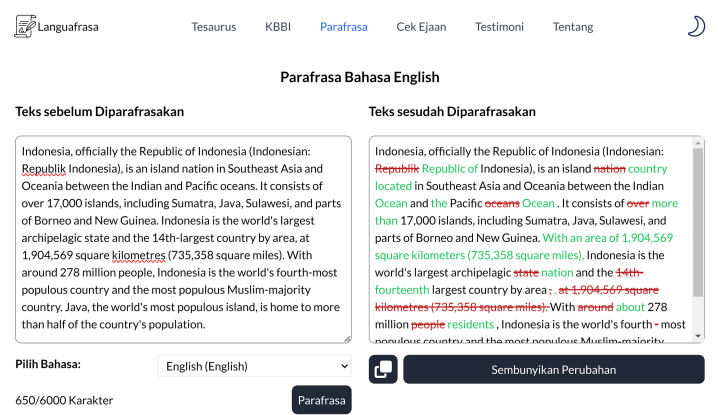 Languafrasa
Tesaurus KBBI Parafrasa Cek Ejaan Testimoni Tentang
Parafrasa Bahasa English
Teks sebelum Diparafrasakan
Indonesia, officially the Republic of Indonesia (Indonesian:
Republik Indonesia), is an island nation in Southeast Asia and
Oceania between the Indian and Pacific oceans. It consists of
over 17,000 islands, including Sumatra, Java, Sulawesi, and parts
of Borneo and New Guinea. Indonesia is the world's largest
archipelagic state and the 14th-largest country by area, at
1,904,569 square kilometres (735,358 square miles). With
around 278 million people, Indonesia is the world's fourth-most
populous country and the most populous Muslim-majority
country. Java, the world's most populous island, is home to more
than half of the country's population.
Pilih Bahasa:
English (English)
650/6000 Karakter
Parafrasa
Teks sesudah Diparafrasakan
Indonesia, officially the Republic of Indonesia (Indonesian:
Republik Republic of Indonesia), is an island nation country
located in Southeast Asia and Oceania between the Indian
Ocean and the Pacific oceans Ocean . It consists of over more
than 17,000 islands, including Sumatra, Java, Sulawesi, and
parts of Borneo and New Guinea. With an area of 1,904,569
square kilometers (735,358 square miles), Indonesia is the
world's largest archipelagic state nation and the 14th-
fourteenth largest country by area , . at 1,904,569 square
kilometres (735,358 square miles). With around about 278
million people residents , Indonesia is the world's fourth - most
populous country and the most populous Muslim-majority
Sembunyikan Perubahan